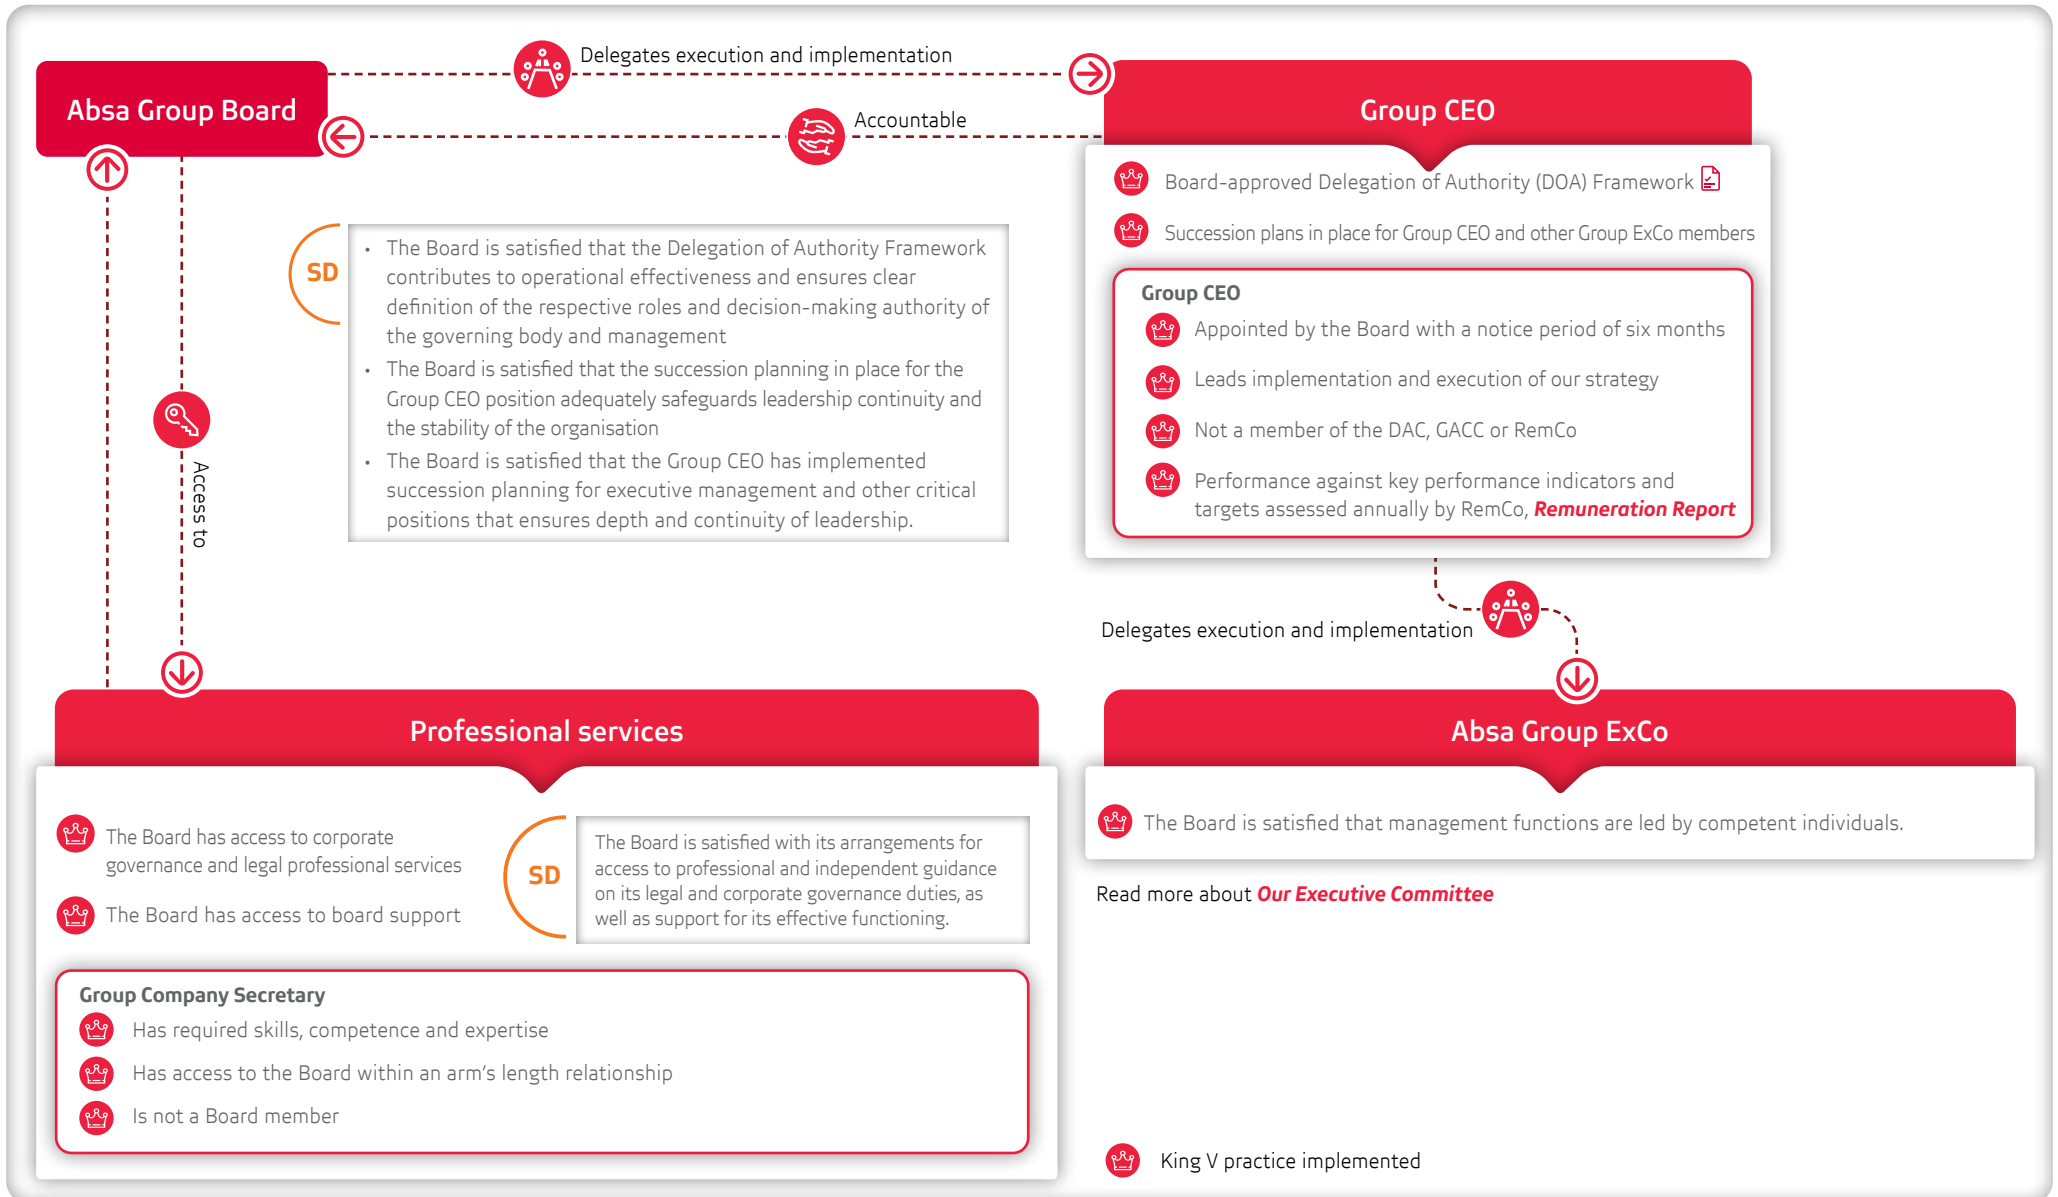 Absa Group Board
Delegates execution and implementation
Accountable
Group CEO
Board-approved Delegation of Authority (DOA) Framework
Succession plans in place for Group CEO and other Group ExCo members
Group CEO
Appointed by the Board with a notice period of six months
Leads implementation and execution of our strategy
Not a member of the DAC, GACC or RemCo
Performance against key performance indicators and
targets assessed annually by RemCo, Remuneration Report
SD
• The Board is satisfied that the Delegation of Authority Framework
contributes to operational effectiveness and ensures clear
definition of the respective roles and decision-making authority of
the governing body and management
• The Board is satisfied that the succession planning in place for the
Group CEO position adequately safeguards leadership continuity and
the stability of the organisation
• The Board is satisfied that the Group CEO has implemented
succession planning for executive management and other critical
positions that ensures depth and continuity of leadership.
Access to
Delegates execution and implementation
Professional services
The Board has access to corporate
governance and legal professional services
The Board has access to board support
SD
The Board is satisfied with its arrangements for
access to professional and independent guidance
on its legal and corporate governance duties, as
well as support for its effective functioning.
Group Company Secretary
Has required skills, competence and expertise
Has access to the Board within an arm's length relationship
Is not a Board member
Absa Group ExCo
The Board is satisfied that management functions are led by competent individuals.
Read more about Our Executive Committee
King V practice implemented